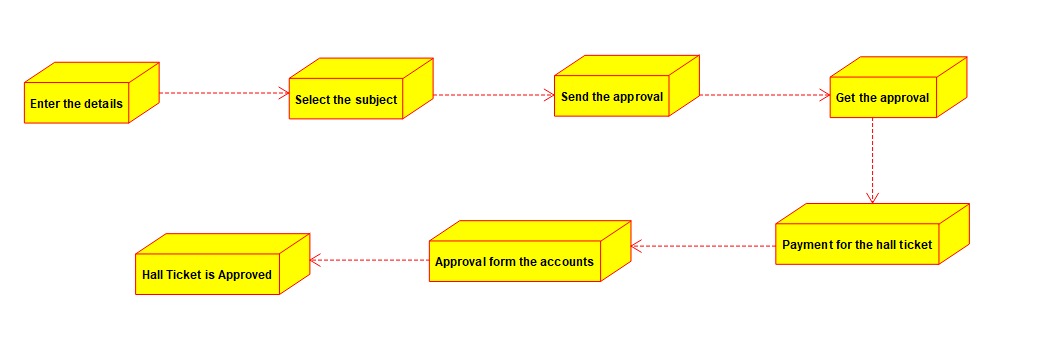 Enter the details
Select the subject
Send the approval
Get the approval
Payment for the hall ticket
Approval form the accounts
Hall Ticket is Approved